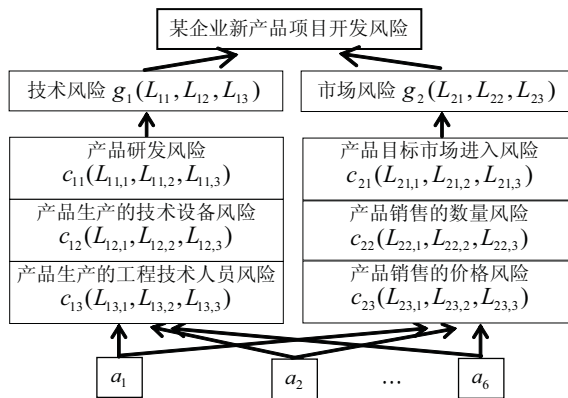 某企业新产品项目开发风险
技术风险 g₁(L₁₁,L₁₂,L₁₃)
市场风险 g₂(L₂₁,L₂₂,L₂₃)
产品研发风险
c₁₁(L₁₁,₁,L₁₁,₂,L₁₁,₃)
产品生产的技术设备风险
c₁₂(L₁₂,₁,L₁₂,₂,L₁₂,₃)
产品生产的工程技术人员风险
c₁₃(L₁₃,₁,L₁₃,₂,L₁₃,₃)
产品目标市场进入风险
c₂₁(L₂₁,₁,L₂₁,₂,L₂₁,₃)
产品销售的数量风险
c₂₂(L₂₂,₁,L₂₂,₂,L₂₂,₃)
产品销售的价格风险
c₂₃(L₂₃,₁,L₂₃,₂,L₂₃,₃)
a₁ a₂ … a₆